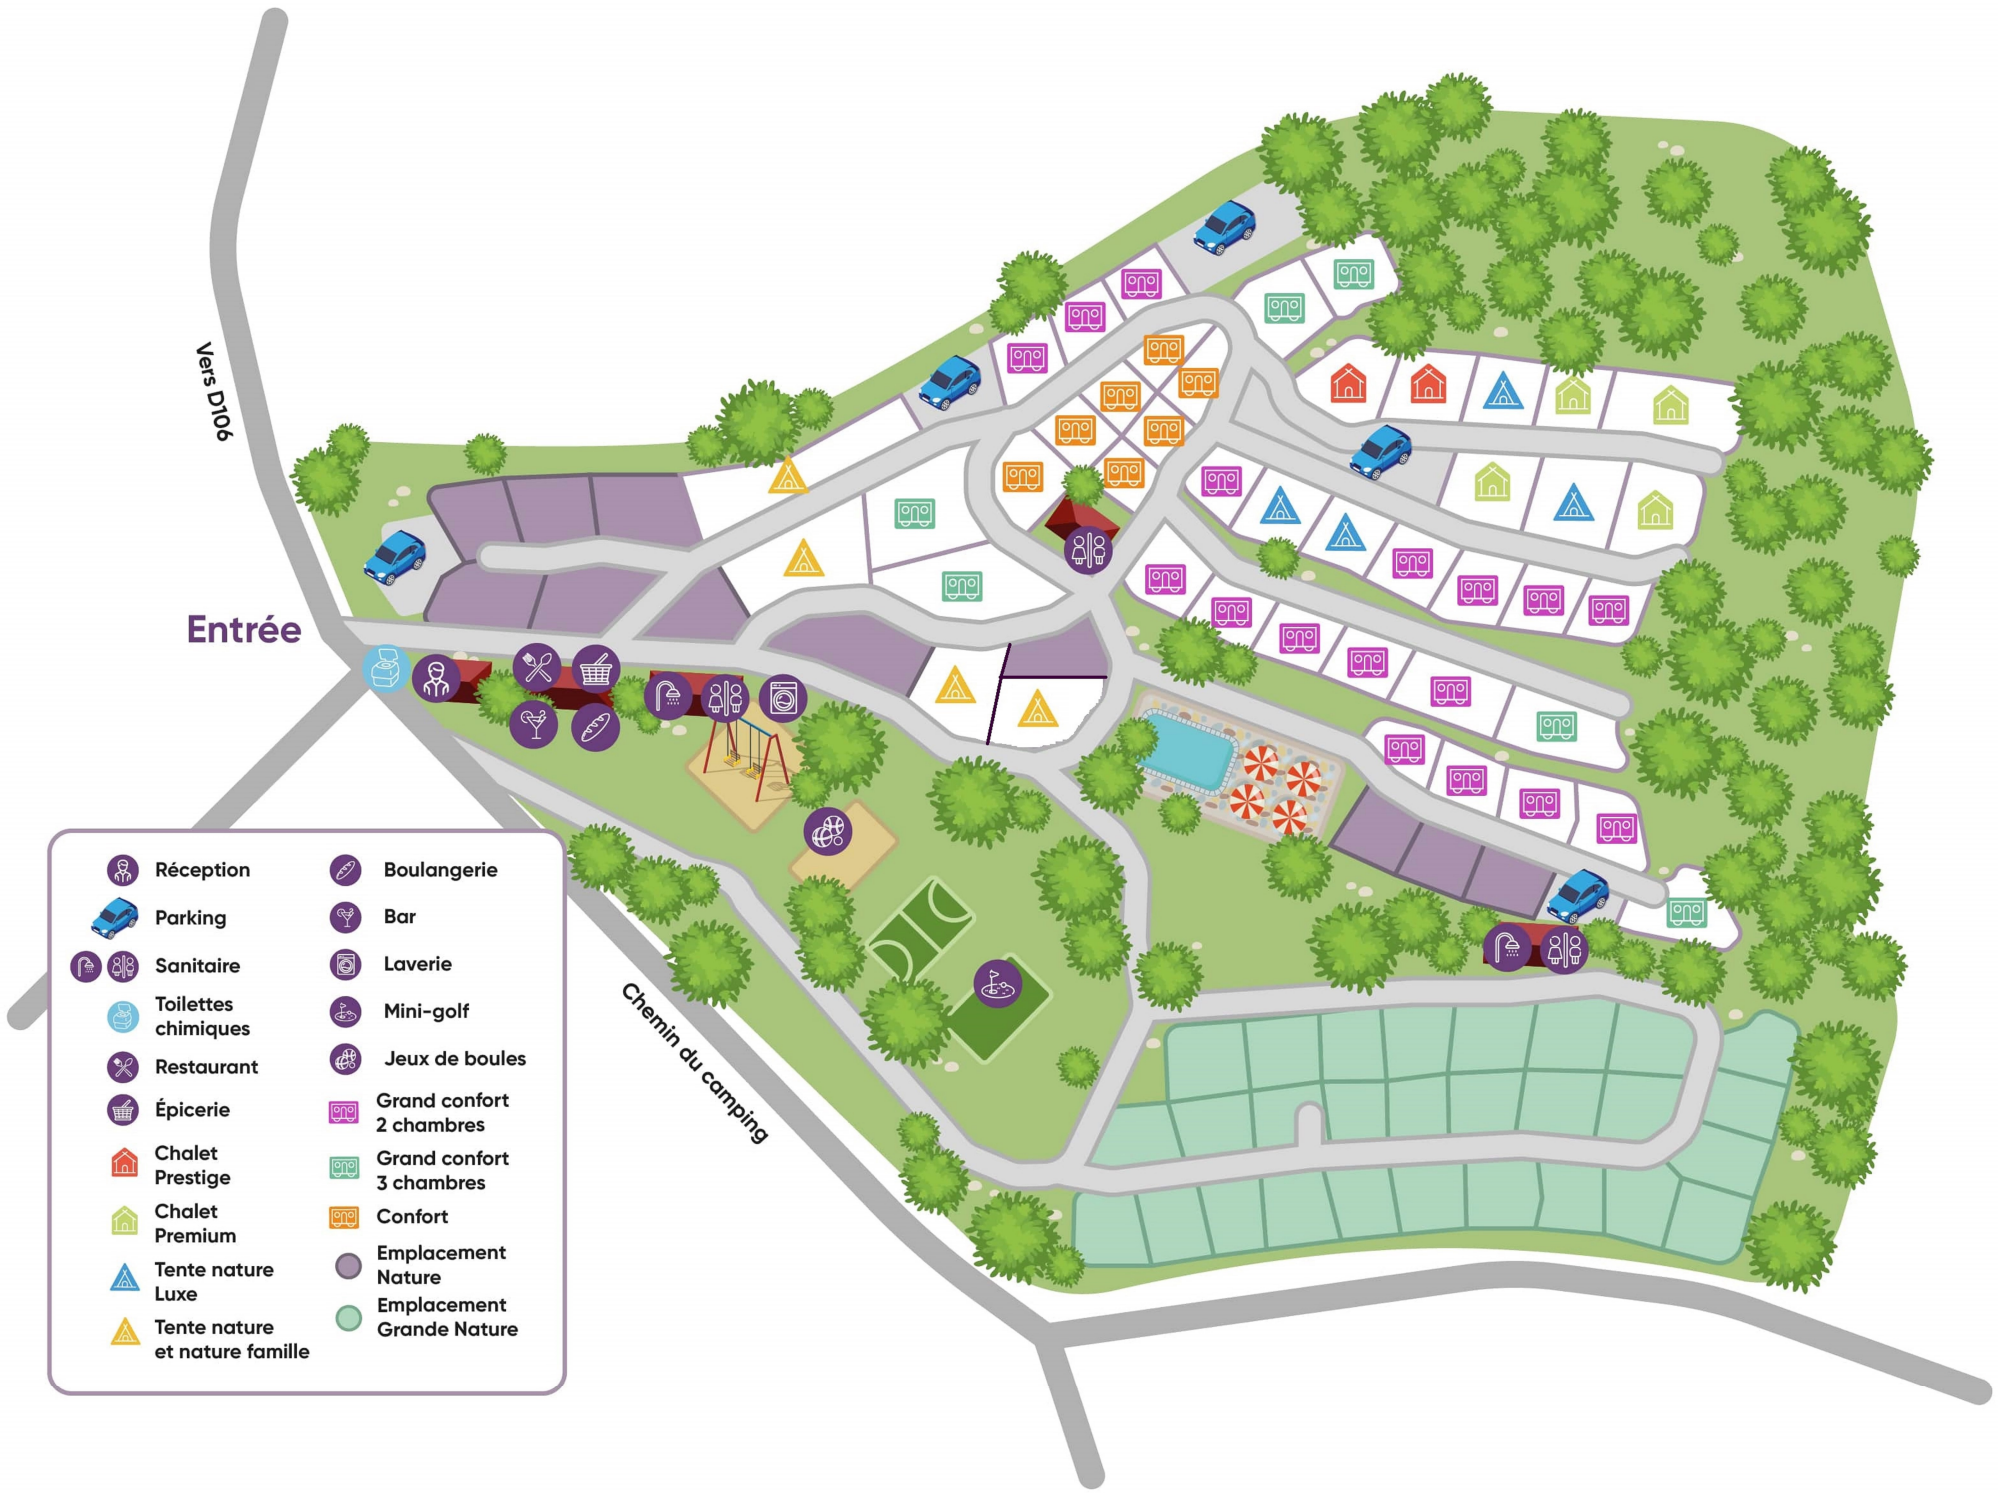 Vers D106
Entrée
Chemin du camping
Réception
Parking
Sanitaire
Toilettes
chimiques
Restaurant
Épicerie
Chalet
Prestige
Chalet
Premium
Tente nature
Luxe
Tente nature
et nature famille
Boulangerie
Bar
Laverie
Mini-golf
Jeux de boules
Grand confort
2 chambres
Grand confort
3 chambres
Confort
Emplacement
Nature
Emplacement
Grande Nature